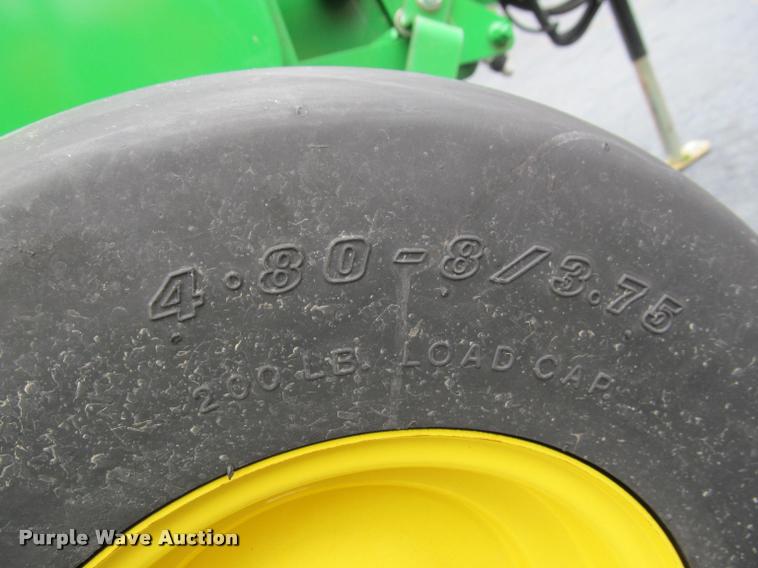 4.80-8/3.75
200 LB. LOAD CAP.
Purple Wave Auction